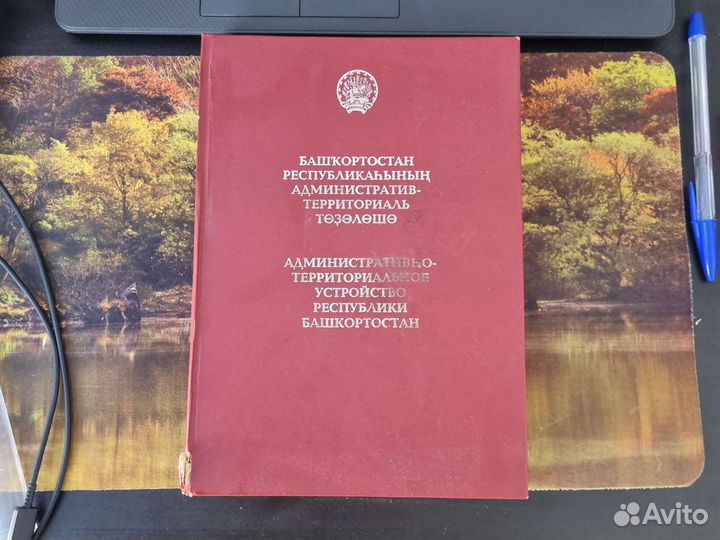 БАШҠОРТОСТАН
РЕСПУБЛИКАҺЫНЫҢ
АДМИНИСТРАТИВ-
ТЕРРИТОРИАЛЬ
ТӨҘӨЛӨШӨ
АДМИНИСТРАТИВНО-
ТЕРРИТОРИАЛЬНОЕ
УСТРОЙСТВО
РЕСПУБЛИКИ
БАШКОРТОСТАН
Avito